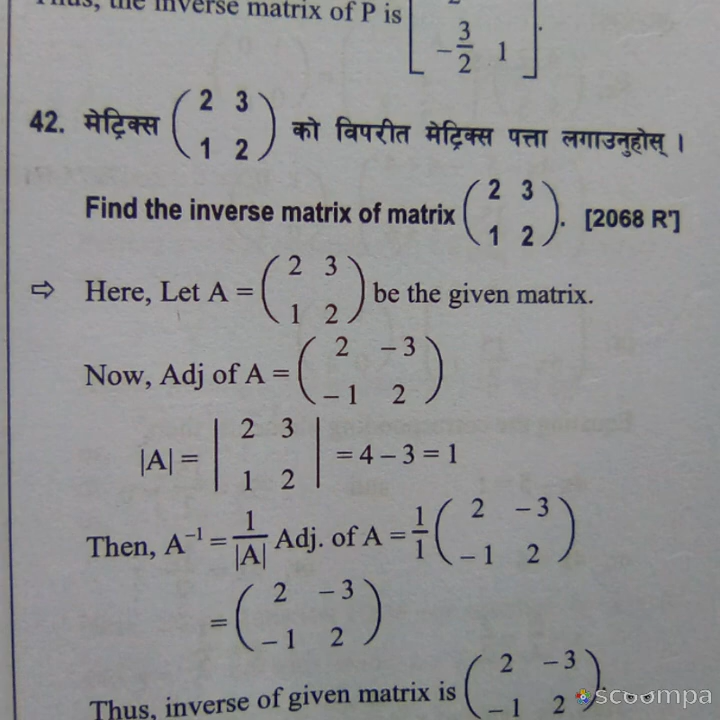 Thus, the inverse matrix of P is
-3/2 1 .
42. मेट्रिक्स (2 3 / 1 2) को विपरीत मेट्रिक्स पत्ता लगाउनुहोस् ।
Find the inverse matrix of matrix (2 3 / 1 2). [2068 R']
⇨ Here, Let A = (2 3 / 1 2) be the given matrix.
Now, Adj of A = (2 -3 / -1 2)
|A| = |2 3 / 1 2| = 4 – 3 = 1
Then, A⁻¹ = 1/|A| Adj. of A = 1/1 (2 -3 / -1 2)
= (2 -3 / -1 2)
Thus, inverse of given matrix is (2 -3 / -1 2).
scoompa